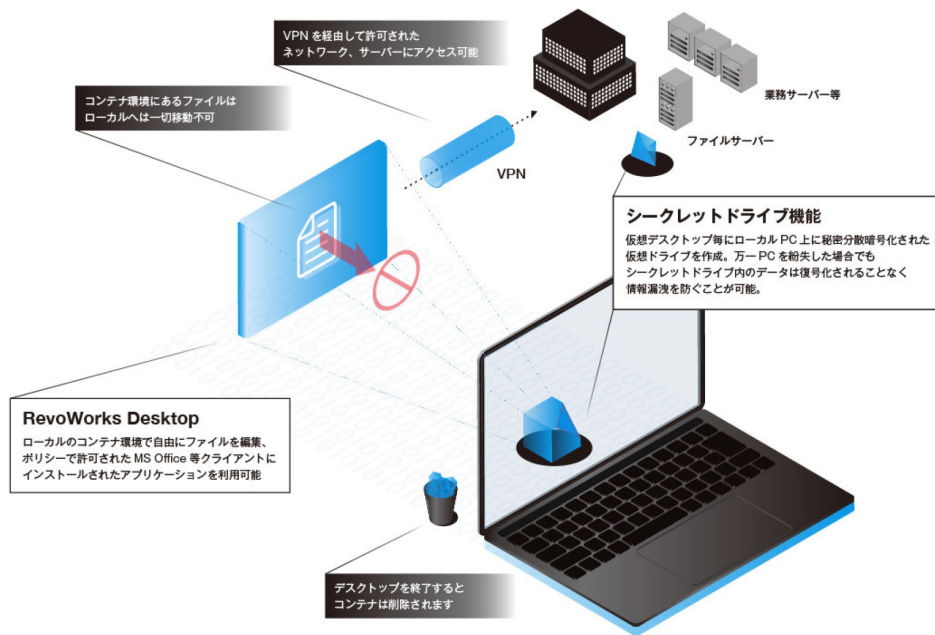 VPN を経由して許可された
ネットワーク、サーバーにアクセス可能
コンテナ環境にあるファイルは
ローカルへは一切移動不可
業務サーバー等
ファイルサーバー
VPN
シークレットドライブ機能
仮想デスクトップ毎にローカル PC 上に秘密分散暗号化された
仮想ドライブを作成。万一 PC を紛失した場合でも
シークレットドライブ内のデータは復号化されることなく
情報漏洩を防ぐことが可能。
RevoWorks Desktop
ローカルのコンテナ環境で自由にファイルを編集、
ポリシーで許可された MS Office 等クライアントに
インストールされたアプリケーションを利用可能
デスクトップを終了すると
コンテナは削除されます